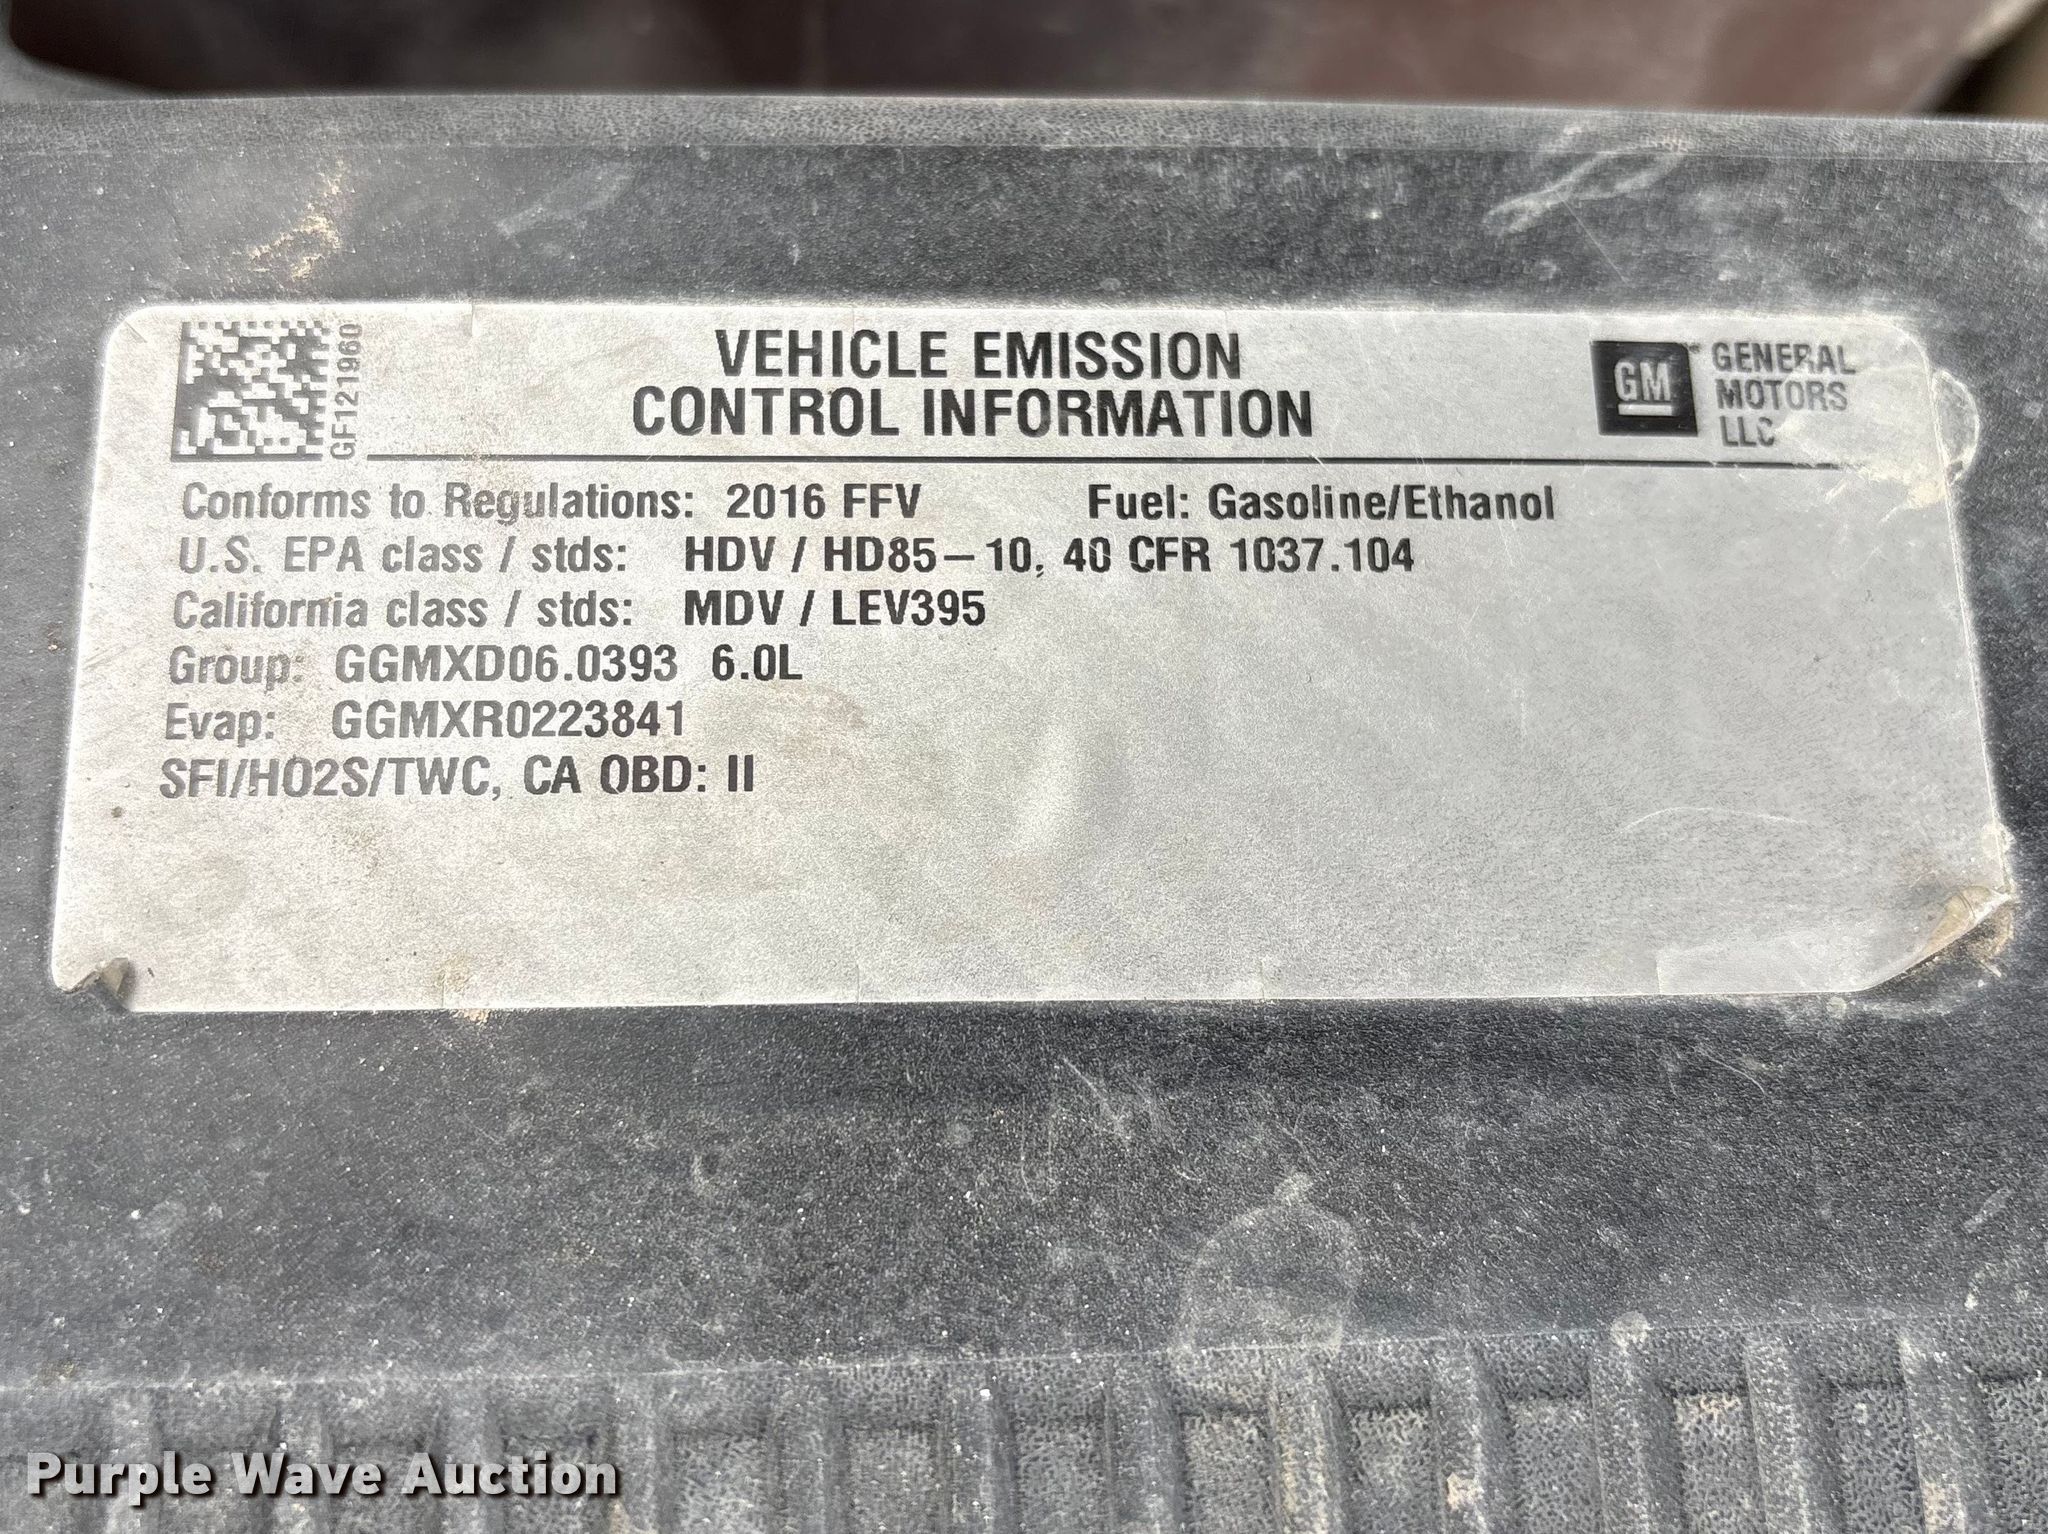 GF121960
VEHICLE EMISSION
CONTROL INFORMATION
GM
GENERAL
MOTORS
LLC
Conforms to Regulations: 2016 FFV Fuel: Gasoline/Ethanol
U.S. EPA class / stds: HDV / HD85-10, 40 CFR 1037.104
California class / stds: MDV / LEV395
Group: GGMXD06.0393 6.0L
Evap: GGMXR0223841
SFI/HO2S/TWC, CA OBD: II
Purple Wave Auction